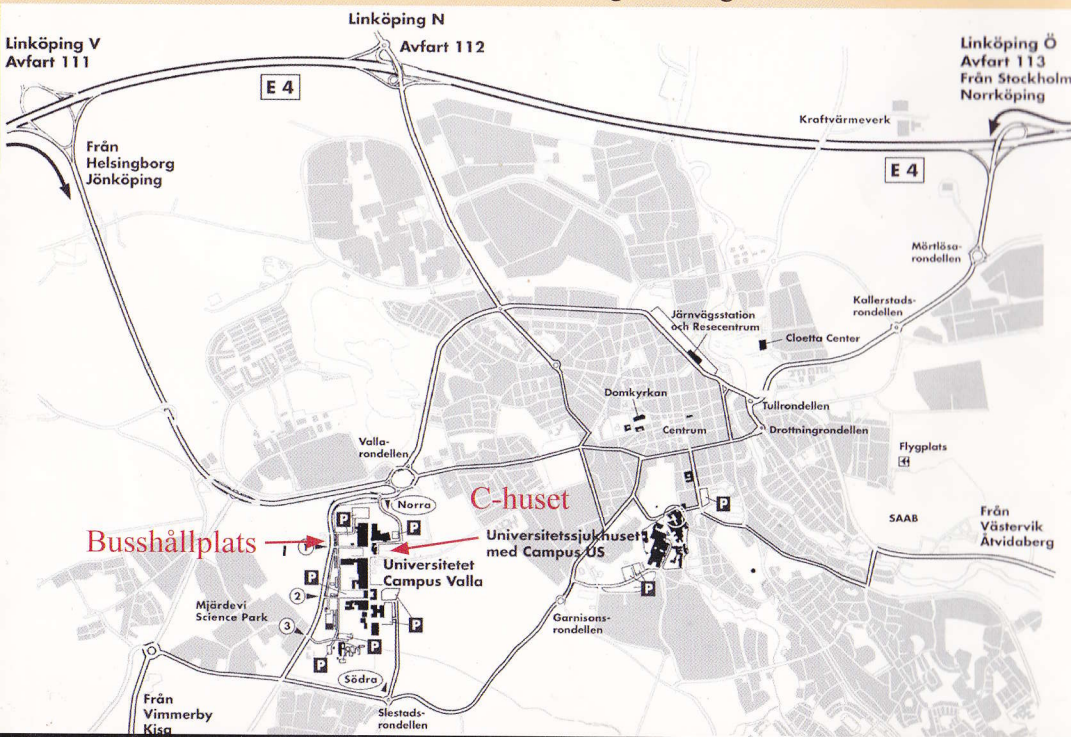 Linköping N
Avfart 112
Linköping V
Avfart 111
Linköping Ö
Avfart 113
Från Stockholm
Norrköping
E 4
Kraftvärmeverk
E 4
Från
Helsingborg
Jönköping
Mörtlösa-
rondellen
Kallerstads-
rondellen
Järnvägsstation
och Resecentrum
Cloetta Center
Domkyrkan
Centrum
Tullrondellen
Drottningrondellen
Valla-
rondellen
Flygplats
Norra
C-huset
P
P
P
SAAB
Från
Västervik
Åtvidaberg
Busshållplats
1
Universitetssjukhuset
med Campus US
Universitetet
Campus Valla
P
P
2
Mjärdevi
Science Park
3
P
P
P
Garnisons-
rondellen
Södra
Slestads-
rondellen
Från
Vimmerby
Kisa